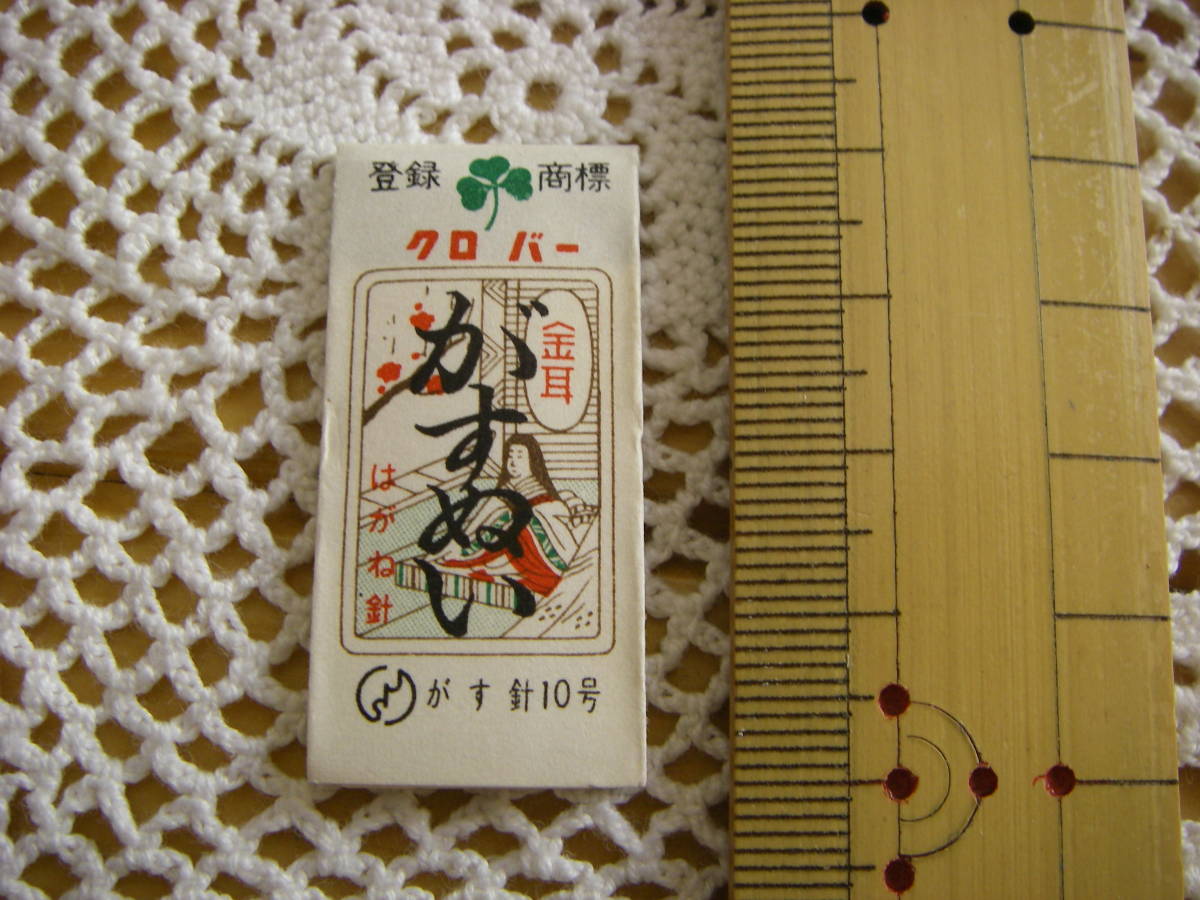 登録 商標
クロバー
金耳
がすぬい
はがね針
がす針10号